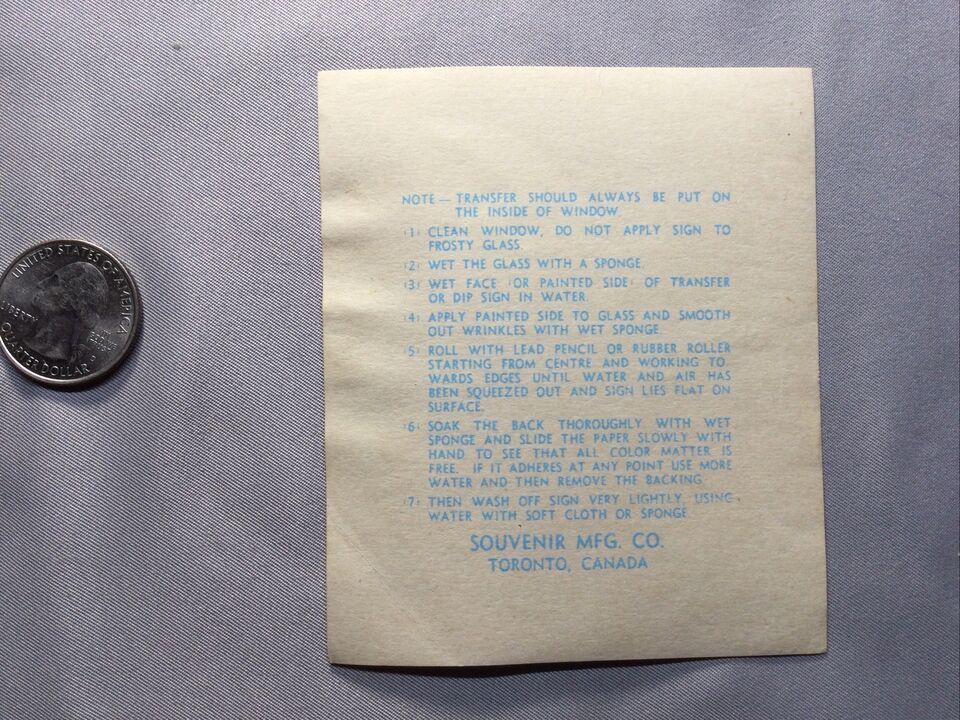 UNITED STATES OF AMERICA
LIBERTY
QUARTER DOLLAR
NOTE — TRANSFER SHOULD ALWAYS BE PUT ON
THE INSIDE OF WINDOW
(1) CLEAN WINDOW, DO NOT APPLY SIGN TO
FROSTY GLASS.
(2) WET THE GLASS WITH A SPONGE.
(3) WET FACE (OR PAINTED SIDE) OF TRANSFER
OR DIP SIGN IN WATER.
(4) APPLY PAINTED SIDE TO GLASS AND SMOOTH
OUT WRINKLES WITH WET SPONGE.
(5) ROLL WITH LEAD PENCIL OR RUBBER ROLLER
STARTING FROM CENTRE AND WORKING TO-
WARDS EDGES UNTIL WATER AND AIR HAS
BEEN SQUEEZED OUT AND SIGN LIES FLAT ON
SURFACE.
(6) SOAK THE BACK THOROUGHLY WITH WET
SPONGE AND SLIDE THE PAPER SLOWLY WITH
HAND TO SEE THAT ALL COLOR MATTER IS
FREE. IF IT ADHERES AT ANY POINT USE MORE
WATER AND THEN REMOVE THE BACKING.
(7) THEN WASH OFF SIGN VERY LIGHTLY, USING
WATER WITH SOFT CLOTH OR SPONGE
SOUVENIR MFG. CO.
TORONTO, CANADA